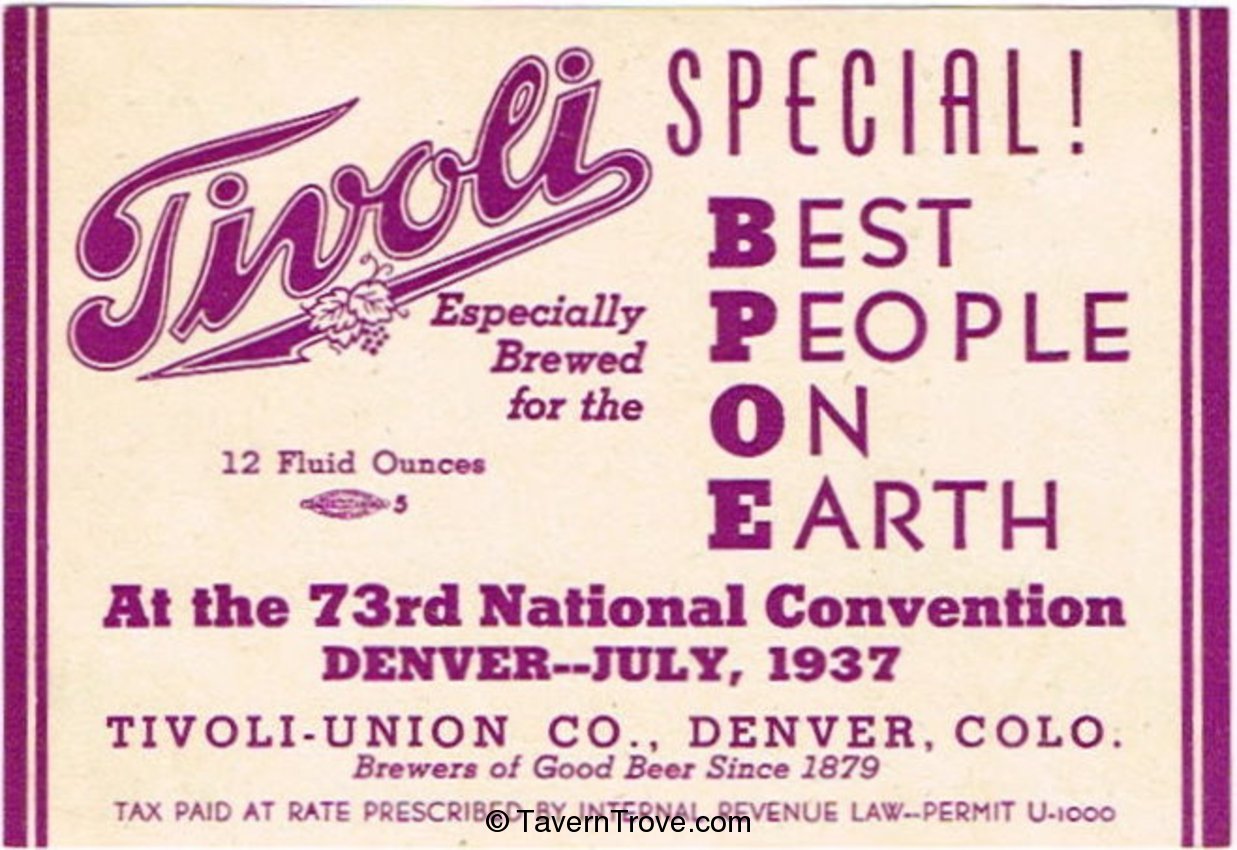 Tivoli
SPECIAL!
Especially
Brewed
for the
BEST
PEOPLE
ON
EARTH
12 Fluid Ounces
5
At the 73rd National Convention
DENVER--JULY, 1937
TIVOLI-UNION CO., DENVER, COLO.
Brewers of Good Beer Since 1879
TAX PAID AT RATE PRESCRIBED BY INTERNAL REVENUE LAW--PERMIT U-1000
© TavernTrove.com